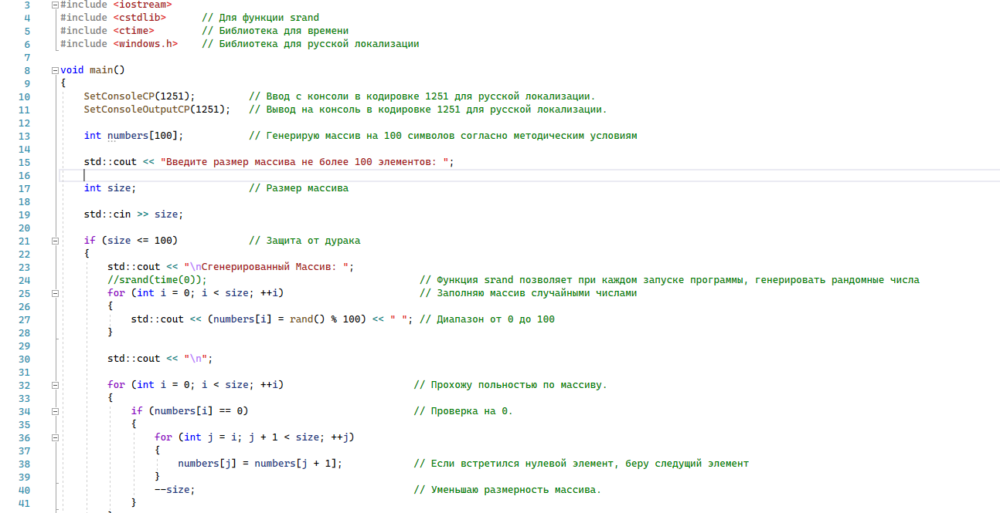 3 #include <iostream>
4 #include <cstdlib> // Для функции srand
5 #include <ctime> // Библиотека для времени
6 #include <windows.h> // Библиотека для русской локализации
7
8 void main()
9 {
10 SetConsoleCP(1251); // Ввод с консоли в кодировке 1251 для русской локализации.
11 SetConsoleOutputCP(1251); // Вывод на консоль в кодировке 1251 для русской локализации.
12
13 int numbers[100]; // Генерирую массив на 100 символов согласно методическим условиям
14
15 std::cout << "Введите размер массива не более 100 элементов: ";
16
17 int size; // Размер массива
18
19 std::cin >> size;
20
21 if (size <= 100) // Защита от дурака
22 {
23 std::cout << "\nСгенерированный Массив: ";
24 //srand(time(0)); // Функция srand позволяет при каждом запуске программы, генерировать рандомные числа
25 for (int i = 0; i < size; ++i) // Заполняю массив случайными числами
26 {
27 std::cout << (numbers[i] = rand() % 100) << " "; // Диапазон от 0 до 100
28 }
29
30 std::cout << "\n";
31
32 for (int i = 0; i < size; ++i) // Прохожу польностью по массиву.
33 {
34 if (numbers[i] == 0) // Проверка на 0.
35 {
36 for (int j = i; j + 1 < size; ++j)
37 {
38 numbers[j] = numbers[j + 1]; // Если встретился нулевой элемент, беру следущий элемент
39 }
40 --size; // Уменьшаю размерность массива.
41 }